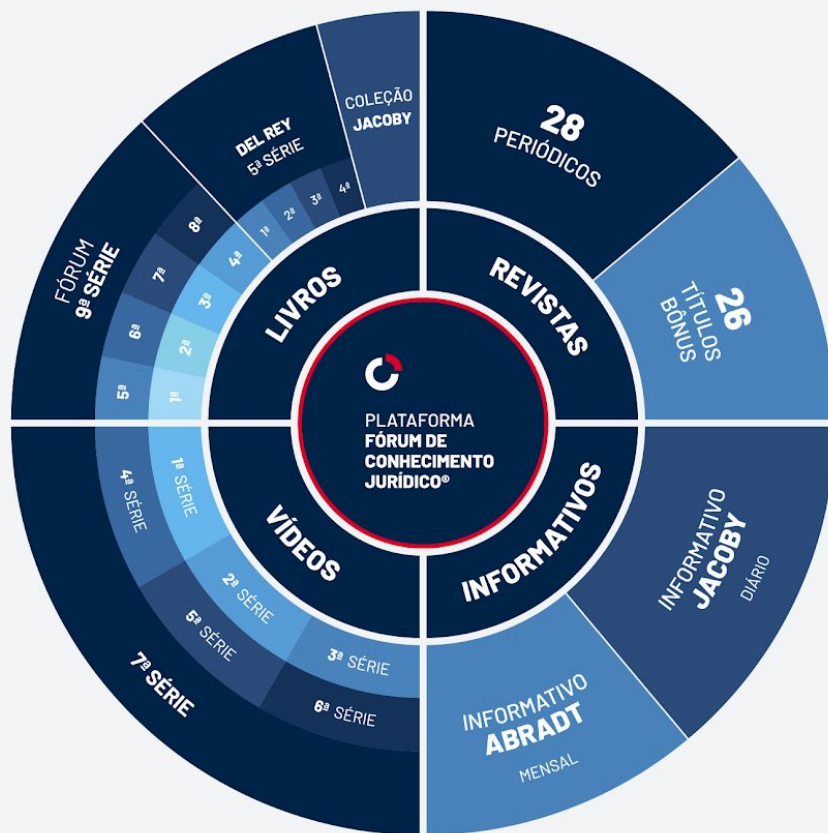 PLATAFORMA
FÓRUM DE
CONHECIMENTO
JURÍDICO®
LIVROS
FÓRUM
9ª SÉRIE
8ª
7ª
6ª
5ª
4ª
3ª
2ª
1ª
DEL REY
5ª SÉRIE
1ª
2ª
3ª
4ª
COLEÇÃO
JACOBY
REVISTAS
28
PERIÓDICOS
26
TÍTULOS
BÔNUS
VÍDEOS
1ª SÉRIE
2ª SÉRIE
3ª SÉRIE
4ª SÉRIE
5ª SÉRIE
6ª SÉRIE
7ª SÉRIE
INFORMATIVOS
INFORMATIVO
JACOBY
DIÁRIO
INFORMATIVO
ABRADT
MENSAL